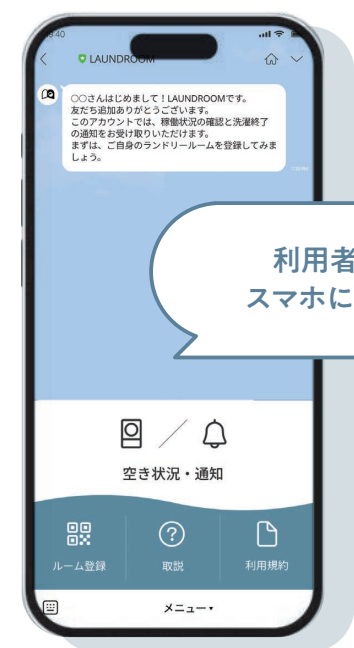 LAUNDROOM
○○さんはじめまして！LAUNDROOMです。
友だち追加ありがとうございます。
このアカウントでは、稼働状況の確認と洗濯終了
の通知をお受け取りいただけます。
まずは、ご自身のランドリールームを登録してみま
しょう。
利用者
スマホに
空き状況・通知
ルーム登録
取説
利用規約
メニュー▾